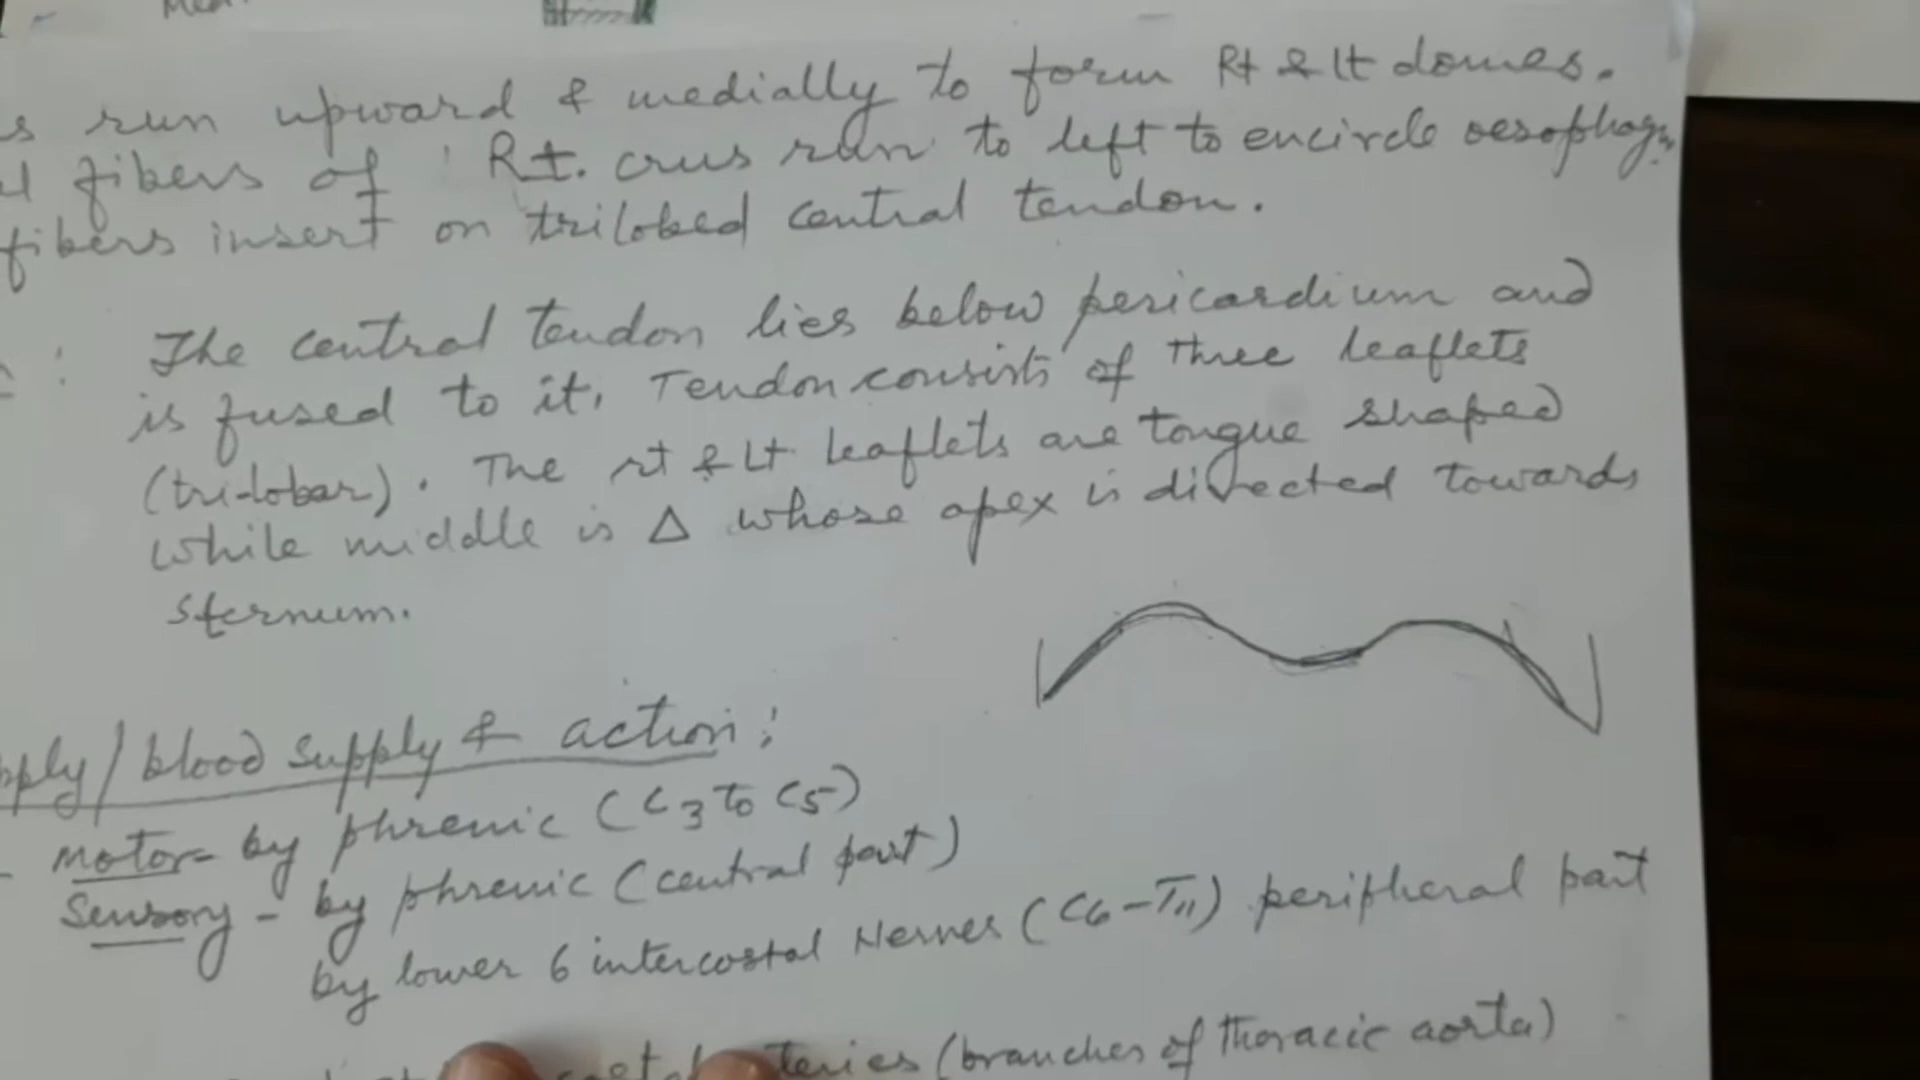 s run upward & medially to form Rt & lt domes.
fibers of Rt. crus run to left to encircle oesophag
fibers insert on trilobed central tendon.
: The central tendon lies below pericardium and
is fused to it. Tendon consists of three leaflets
(tri-lobar). The rt & Lt leaflets are tongue shaped
while middle is Δ whose apex is directed towards
sternum.
pply/blood supply & action:
- Motor- by phrenic (C3 to C5)
Sensory - by phrenic (central part)
by lower 6 intercostal Nerves (C6-T11) peripheral part
teries (branches of Thoracic aorta)